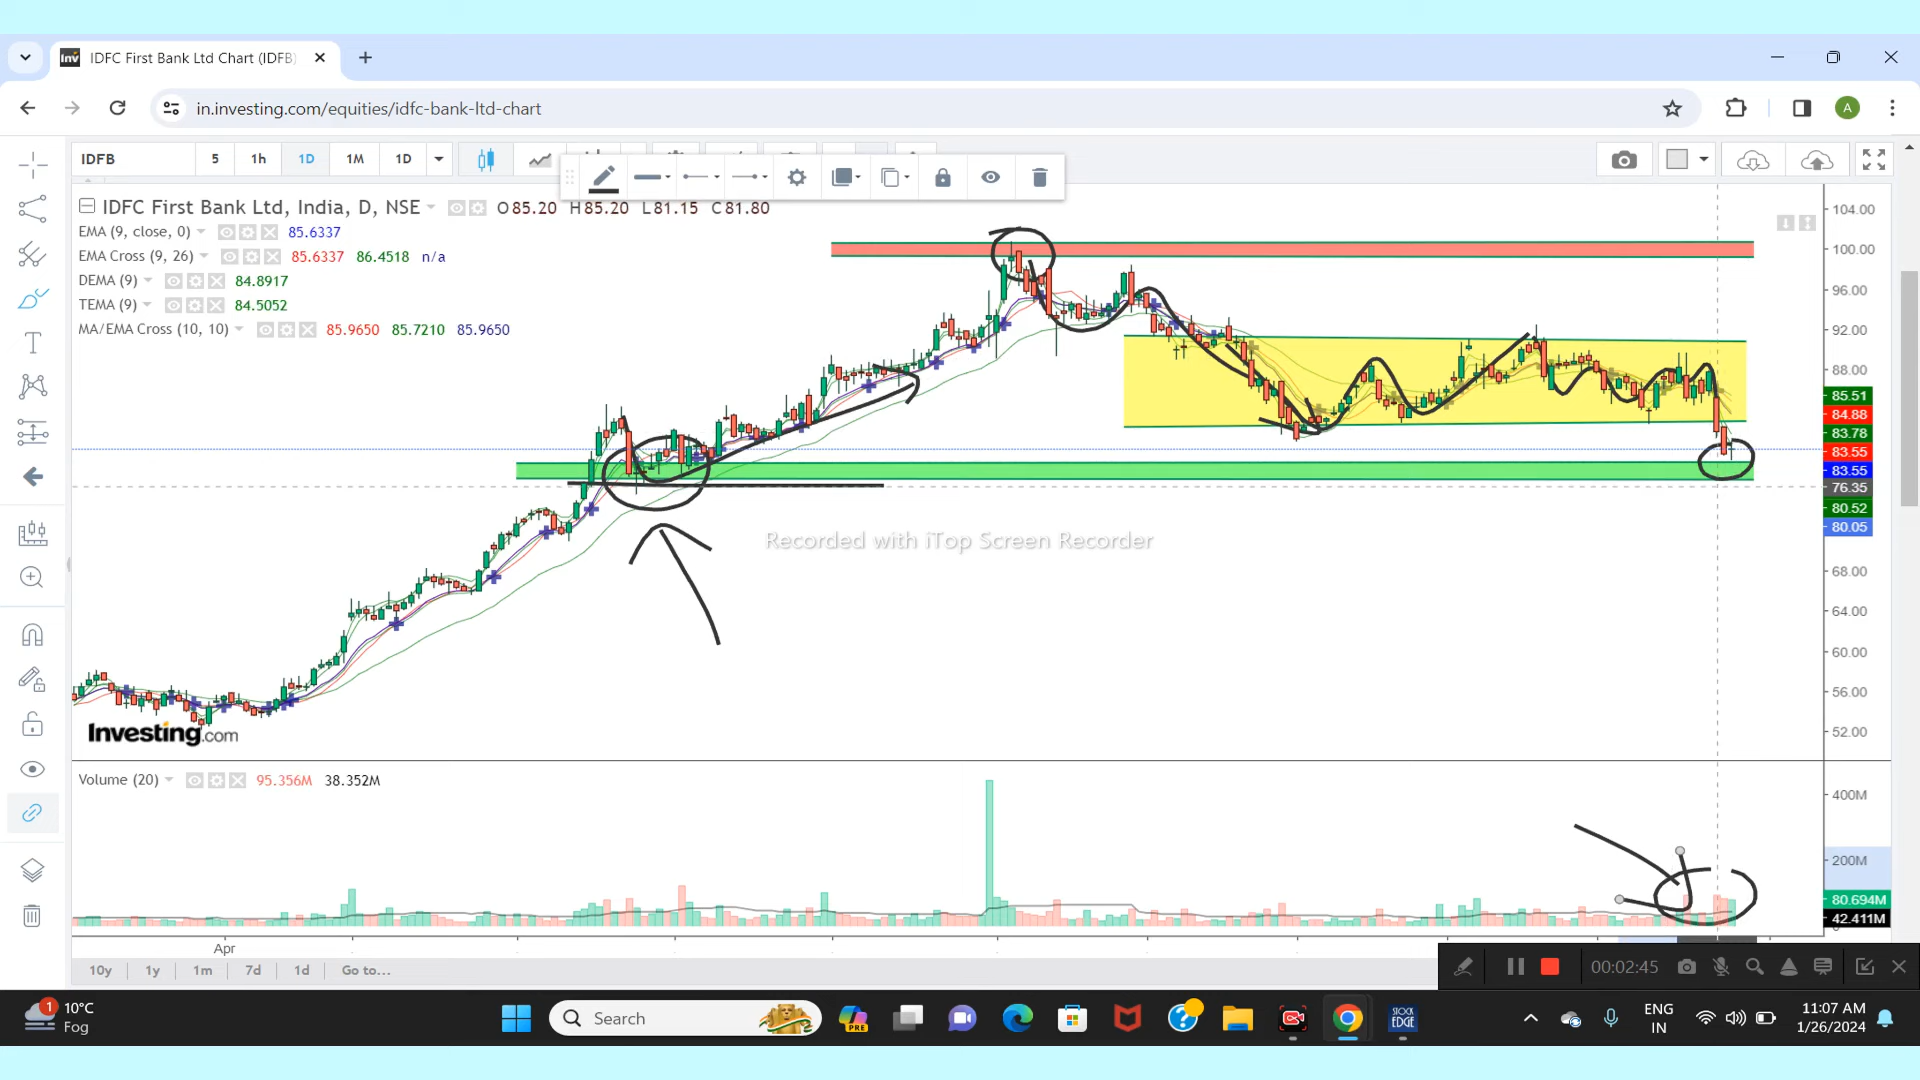 IDFC First Bank Ltd Chart (IDFB)
in.investing.com/equities/idfc-bank-ltd-chart
A
IDFB 5 1h 1D 1M 1D
IDFC First Bank Ltd, India, D, NSE O85.20 H85.20 L81.15 C81.80
EMA (9, close, 0) 85.6337
EMA Cross (9, 26) 85.6337 86.4518 n/a
DEMA (9) 84.8917
TEMA (9) 84.5052
MA/EMA Cross (10, 10) 85.9650 85.7210 85.9650
104.00
100.00
96.00
92.00
88.00
85.51
84.88
83.78
83.55
83.55
76.35
80.52
80.05
68.00
64.00
60.00
56.00
52.00
Recorded with iTop Screen Recorder
Investing.com
Volume (20) 95.356M 38.352M
400M
200M
80.694M
42.411M
Apr
10y 1y 1m 7d 1d Go to...
00:02:45
1
10°C
Fog
Search
PRE
STOCK
EDGE
ENG
IN
11:07 AM
1/26/2024